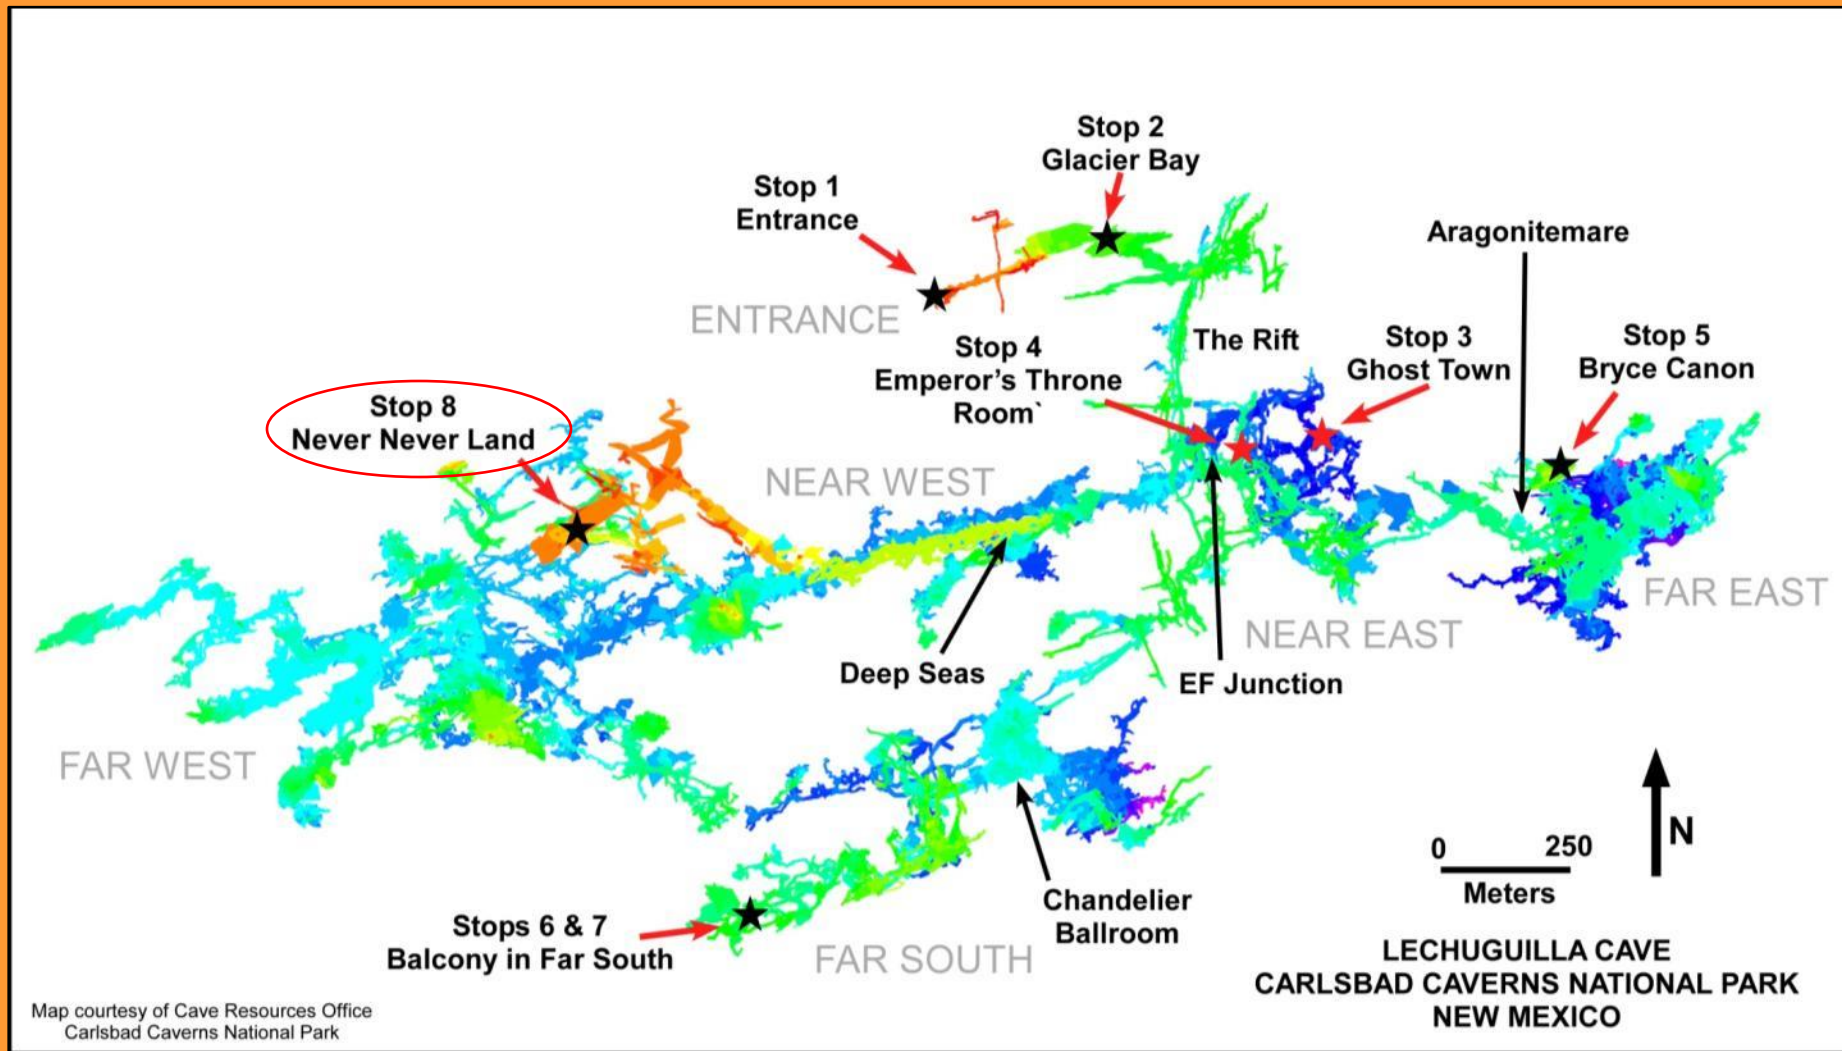 Stop 2
Glacier Bay
Stop 1
Entrance
Aragonitemare
ENTRANCE
The Rift
Stop 4
Emperor's Throne
Room`
Stop 3
Ghost Town
Stop 5
Bryce Canon
Stop 8
Never Never Land
NEAR WEST
FAR EAST
NEAR EAST
Deep Seas
EF Junction
FAR WEST
Chandelier
Ballroom
Stops 6 & 7
Balcony in Far South
FAR SOUTH
0 250
Meters
N
LECHUGUILLA CAVE
CARLSBAD CAVERNS NATIONAL PARK
NEW MEXICO
Map courtesy of Cave Resources Office
Carlsbad Caverns National Park